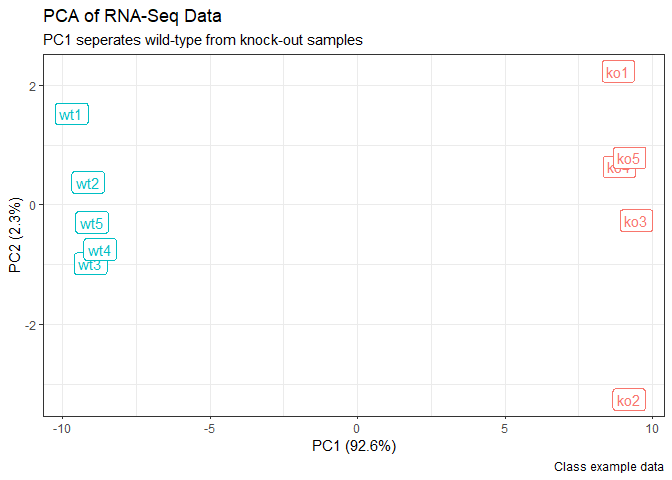 PCA of RNA-Seq Data
PC1 seperates wild-type from knock-out samples
PC2 (2.3%)
2
0
-2
ko1
wt1
ko5
ko4
wt2
ko3
wt5
wt4
wt3
ko2
-10
-5
0
5
10
PC1 (92.6%)
Class example data